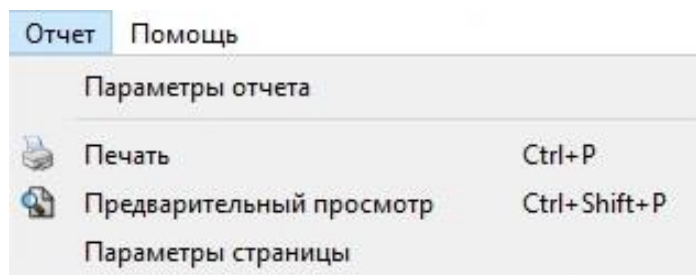 Отчет Помощь
Параметры отчета
Печать Ctrl+P
Предварительный просмотр Ctrl+Shift+P
Параметры страницы